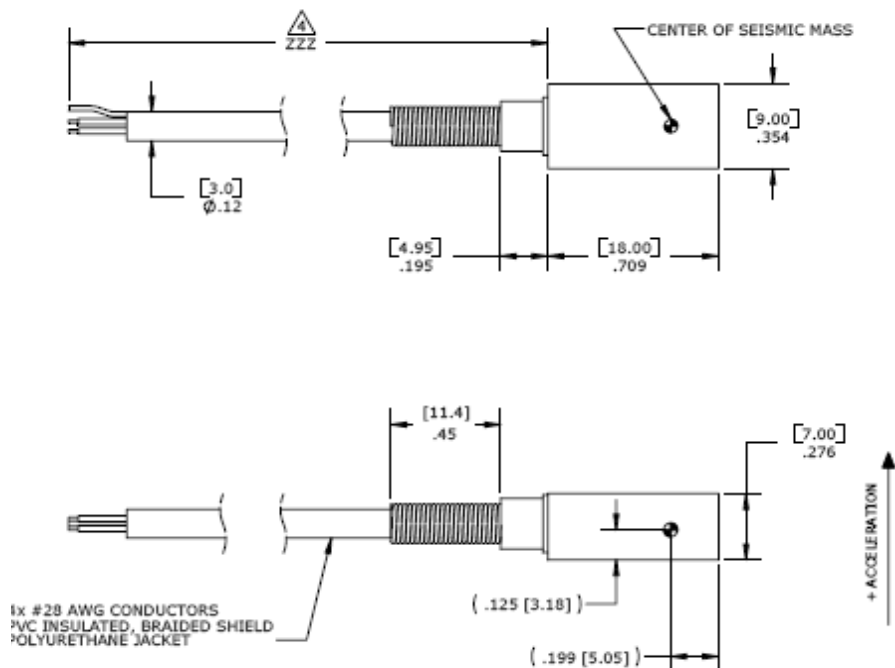 4
ZZZ
CENTER OF SEISMIC MASS
[9.00]
.354
[3.0]
Ø.12
[4.95]
.195
[18.00]
.709
[11.4]
.45
[7.00]
.276
+ ACCELERATION
4x #28 AWG CONDUCTORS
PVC INSULATED, BRAIDED SHIELD
POLYURETHANE JACKET
( .125 [3.18] )
( .199 [5.05] )